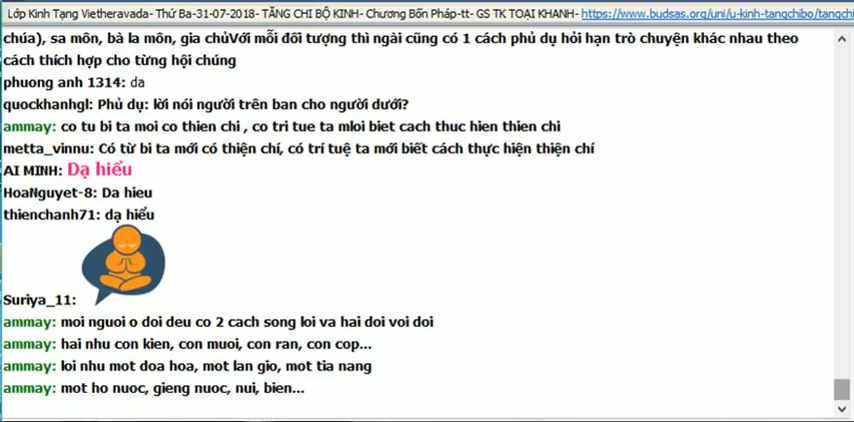 Lớp Kinh Tạng Vietheravada- Thứ Ba-31-07-2018- TĂNG CHI BỘ KINH- Chương Bốn Pháp-tt- GS TK TOẠI KHANH- https://www.budsas.org/uni/u-kinh-tangchibo/tangchi
chúa), sa môn, bà la môn, gia chủVới mỗi đối tượng thì ngài cũng có 1 cách phủ dụ hỏi hạn trò chuyện khác nhau theo
cách thích hợp cho từng hội chúng
phuong anh 1314: da
quockhanhgl: Phủ dụ: lời nói người trên ban cho người dưới?
ammay: co tu bi ta moi co thien chi , co tri tue ta mloi biet cach thuc hien thien chi
metta_vinnu: Có từ bi ta mới có thiện chí, có trí tuệ ta mới biết cách thực hiện thiện chí
AI MINH: Dạ hiểu
HoaNguyet-8: Da hieu
thienchanh71: dạ hiểu
Suriya_11:
ammay: moi nguoi o doi deu co 2 cach song loi va hai doi voi doi
ammay: hai nhu con kien, con muoi, con ran, con cop...
ammay: loi nhu mot doa hoa, mot lan gio, mot tia nang
ammay: mot ho nuoc, gieng nuoc, nui, bien...